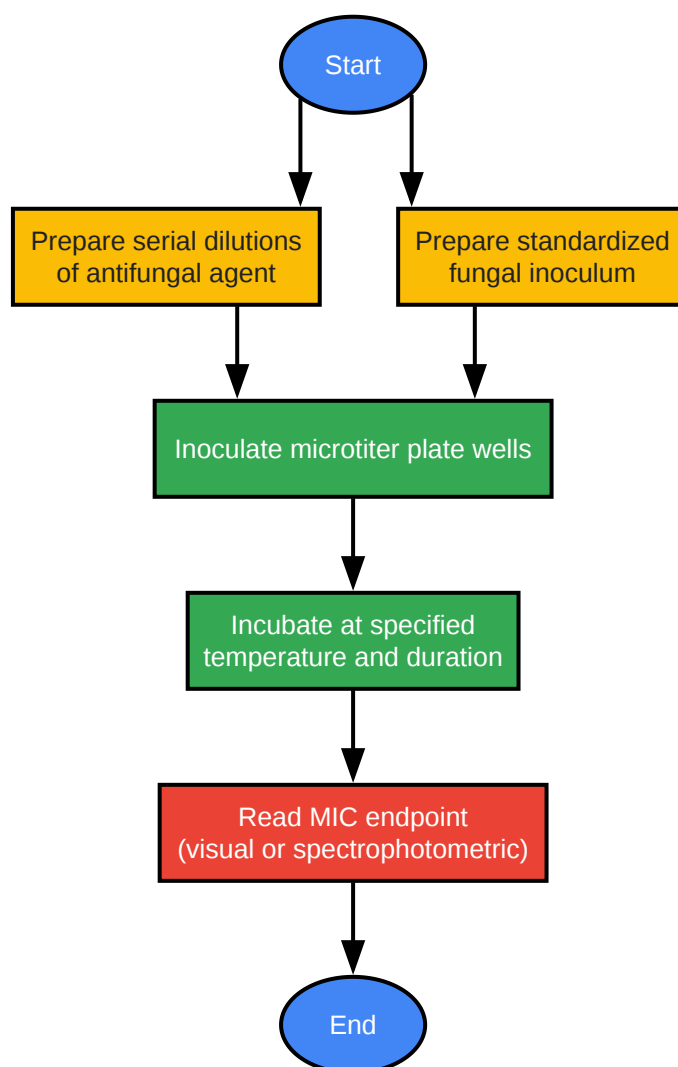 Start
Prepare serial dilutions
of antifungal agent
Prepare standardized
fungal inoculum
Inoculate microtiter plate wells
Incubate at specified
temperature and duration
Read MIC endpoint
(visual or spectrophotometric)
End